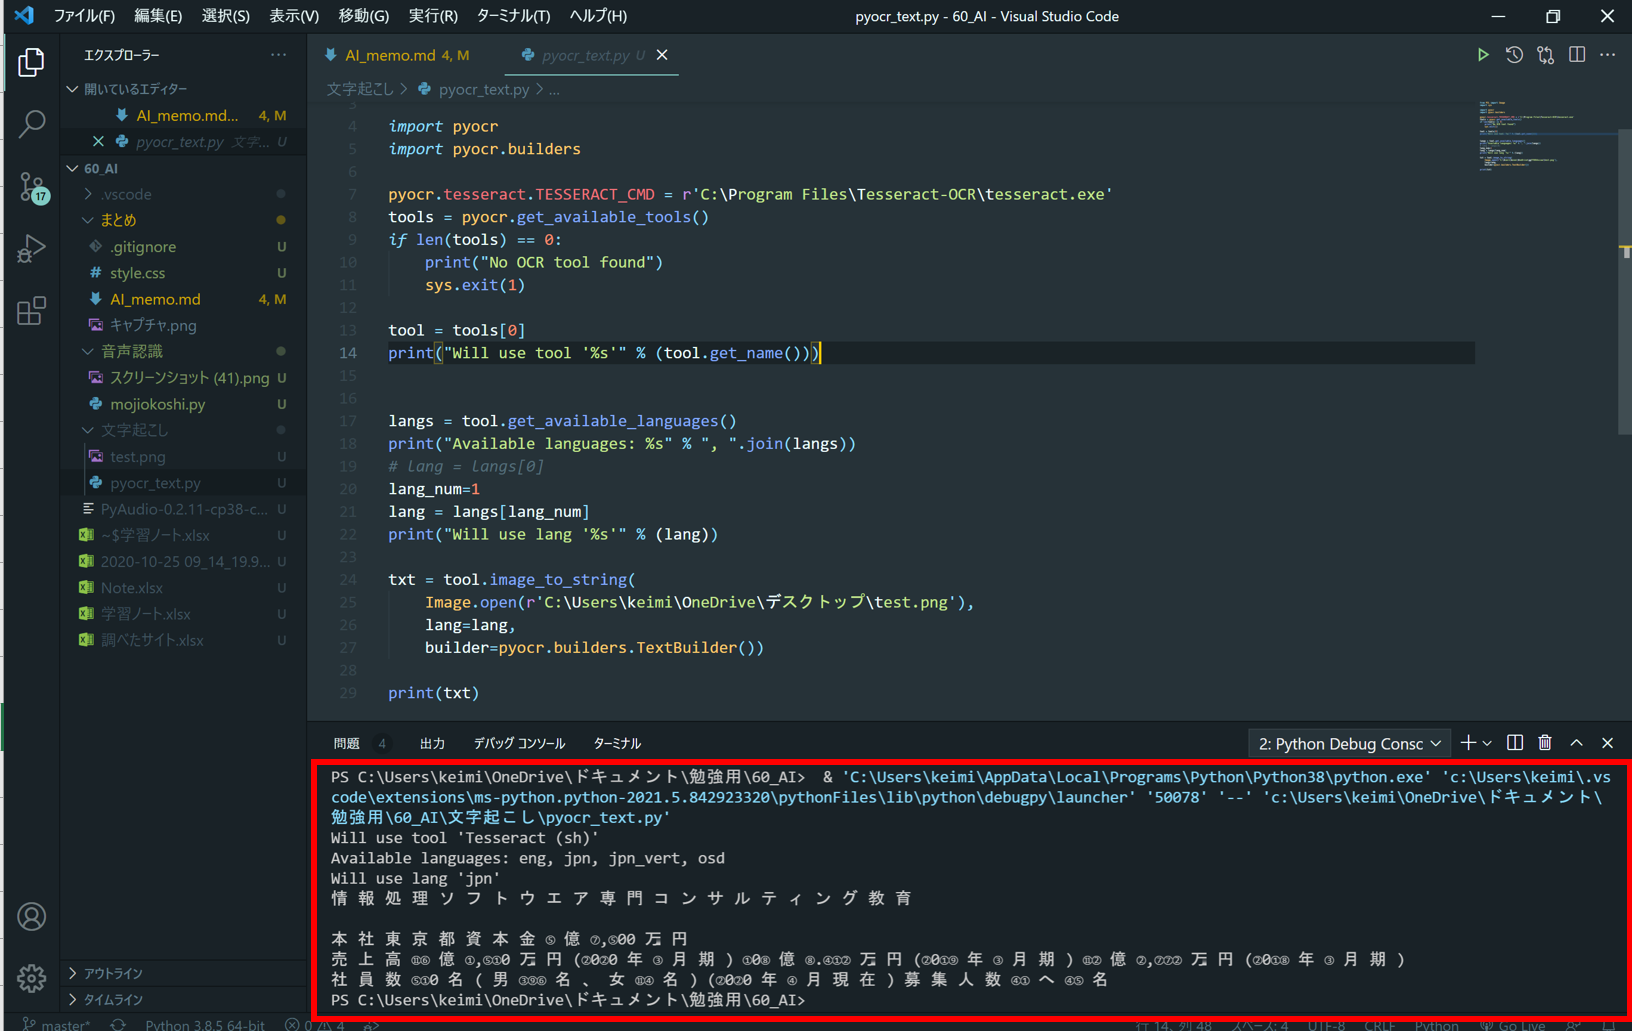 ファイル(F) 編集(E) 選択(S) 表示(V) 移動(G) 実行(R) ターミナル(T) ヘルプ(H)
pyocr_text.py - 60_AI - Visual Studio Code
エクスプローラー ···
開いているエディター
AI_memo.md... 4, M
pyocr_text.py 文字... U
60_AI
.vscode
まとめ
.gitignore U
style.css U
AI_memo.md 4, M
キャプチャ.png U
音声認識
スクリーンショット (41).png U
mojiokoshi.py U
文字起こし
test.png U
pyocr_text.py U
PyAudio-0.2.11-cp38-c... U
~$学習ノート.xlsx U
2020-10-25 09_14_19.9... U
Note.xlsx U
学習ノート.xlsx U
調べたサイト.xlsx U
アウトライン
タイムライン
17
AI_memo.md 4, M
pyocr_text.py U
文字起こし > pyocr_text.py > ...
3
4 import pyocr
5 import pyocr.builders
6
7 pyocr.tesseract.TESSERACT_CMD = r'C:\Program Files\Tesseract-OCR\tesseract.exe'
8 tools = pyocr.get_available_tools()
9 if len(tools) == 0:
10 print("No OCR tool found")
11 sys.exit(1)
12
13 tool = tools[0]
14 print("Will use tool '%s'" % (tool.get_name()))
15
16
17 langs = tool.get_available_languages()
18 print("Available languages: %s" % ", ".join(langs))
19 # lang = langs[0]
20 lang_num=1
21 lang = langs[lang_num]
22 print("Will use lang '%s'" % (lang))
23
24 txt = tool.image_to_string(
25 Image.open(r'C:\Users\keimi\OneDrive\デスクトップ\test.png'),
26 lang=lang,
27 builder=pyocr.builders.TextBuilder())
28
29 print(txt)
問題 4 出力 デバッグ コンソール ターミナル
2: Python Debug Consc
PS C:\Users\keimi\OneDrive\ドキュメント\勉強用\60_AI> & 'C:\Users\keimi\AppData\Local\Programs\Python\Python38\python.exe' 'c:\Users\keimi\.vs
code\extensions\ms-python.python-2021.5.842923320\pythonFiles\lib\python\debugpy\launcher' '50078' '--' 'c:\Users\keimi\OneDrive\ドキュメント\
勉強用\60_AI\文字起こし\pyocr_text.py'
Will use tool 'Tesseract (sh)'
Available languages: eng, jpn, jpn_vert, osd
Will use lang 'jpn'
情 報 処 理 ソ フ ト ウ エ ア 専 門 コ ン サ ル テ ィ ン グ 教 育
本 社 東 京 都 資 本 金 ⑤ 億 ⑦,⑤00 万 円
売 上 高 ⑪⑥ 億 ①,⑤①0 万 円 (②0②0 年 ③ 月 期 ) ①0⑧ 億 ⑧.④①② 万 円 (②0①⑨ 年 ③ 月 期 ) ⑪② 億 ②,⑦⑦② 万 円 (②0①⑧ 年 ③ 月 期 )
社 員 数 ⑤①0 名 ( 男 ③⑨⑥ 名 、 女 ⑪④ 名 ) (②0②0 年 ④ 月 現 在 ) 募 集 人 数 ④① へ ④⑤ 名
PS C:\Users\keimi\OneDrive\ドキュメント\勉強用\60_AI>
master* Python 3.8.5 64-bit 0 4 行 14、列 48 スペース: 4 UTF-8 CRLF Python Go Live